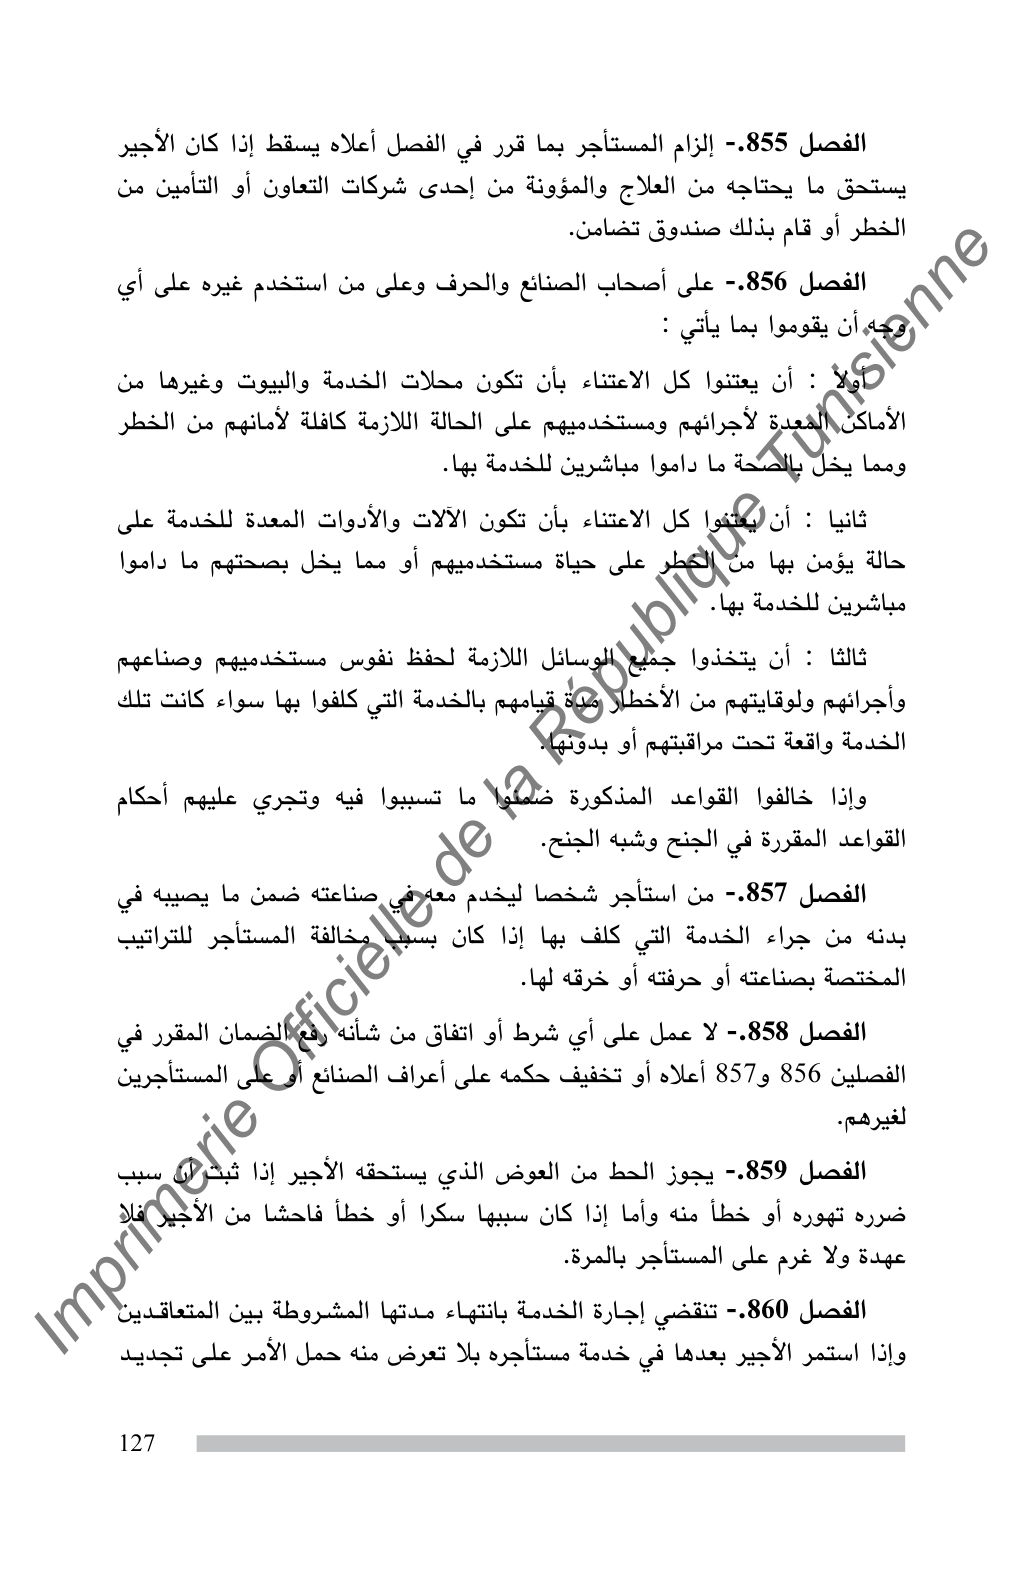 الفصل 855.- إلزام المستأجر بما قرر في الفصل أعلاه يسقط إذا كان الأجير
يستحق ما يحتاجه من العلاج والمؤونة من إحدى شركات التعاون أو التأمين من
الخطر أو قام بذلك صندوق تضامن.
الفصل 856.- على أصحاب الصنائع والحرف وعلى من استخدم غيره على أي
وجه أن يقوموا بما يأتي :
أولا : أن يعتنوا كل الاعتناء بأن تكون محلات الخدمة والبيوت وغيرها من
الأماكن المعدة لأجرائهم ومستخدميهم على الحالة اللازمة كافلة لأمانهم من الخطر
ومما يخل بالصحة ما داموا مباشرين للخدمة بها.
ثانيا : أن يعتنوا كل الاعتناء بأن تكون الآلات والأدوات المعدة للخدمة على
حالة يؤمن بها من الخطر على حياة مستخدميهم أو مما يخل بصحتهم ما داموا
مباشرين للخدمة بها.
ثالثا : أن يتخذوا جميع الوسائل اللازمة لحفظ نفوس مستخدميهم وصناعهم
وأجرائهم ولوقايتهم من الأخطار مدة قيامهم بالخدمة التي كلفوا بها سواء كانت تلك
الخدمة واقعة تحت مراقبتهم أو بدونها.
وإذا خالفوا القواعد المذكورة ضمنوا ما تسببوا فيه وتجري عليهم أحكام
القواعد المقررة في الجنح وشبه الجنح.
الفصل 857.- من استأجر شخصا ليخدم معه في صناعته ضمن ما يصيبه في
بدنه من جراء الخدمة التي كلف بها إذا كان بسبب مخالفة المستأجر للتراتيب
المختصة بصناعته أو حرفته أو خرقه لها.
الفصل 858.- لا عمل على أي شرط أو اتفاق من شأنه رفع الضمان المقرر في
الفصلين 856 و857 أعلاه أو تخفيف حكمه على أعراف الصنائع أو على المستأجرين
لغيرهم.
الفصل 859.- يجوز الحط من العوض الذي يستحقه الأجير إذا ثبت أن سبب
ضرره تهوره أو خطأ منه وأما إذا كان سببها سكرا أو خطأ فاحشا من الأجير فلا
عهدة ولا غرم على المستأجر بالمرة.
الفصل 860.- تنقضي إجارة الخدمة بانتهاء مدتها المشروطة بين المتعاقدين
وإذا استمر الأجير بعدها في خدمة مستأجره بلا تعرض منه حمل الأمر على تجديد
127
Imprimerie Officielle de la République Tunisienne